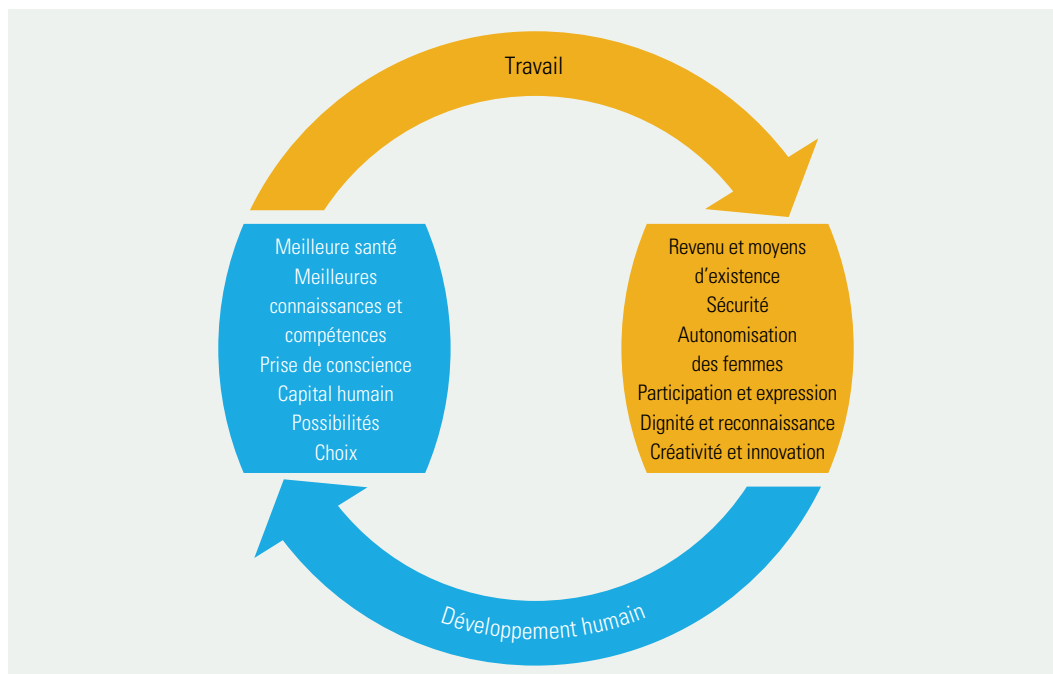 Travail
Meilleure santé
Meilleures
connaissances et
compétences
Prise de conscience
Capital humain
Possibilités
Choix
Revenu et moyens
d’existence
Sécurité
Autonomisation
des femmes
Participation et expression
Dignité et reconnaissance
Créativité et innovation
Développement humain